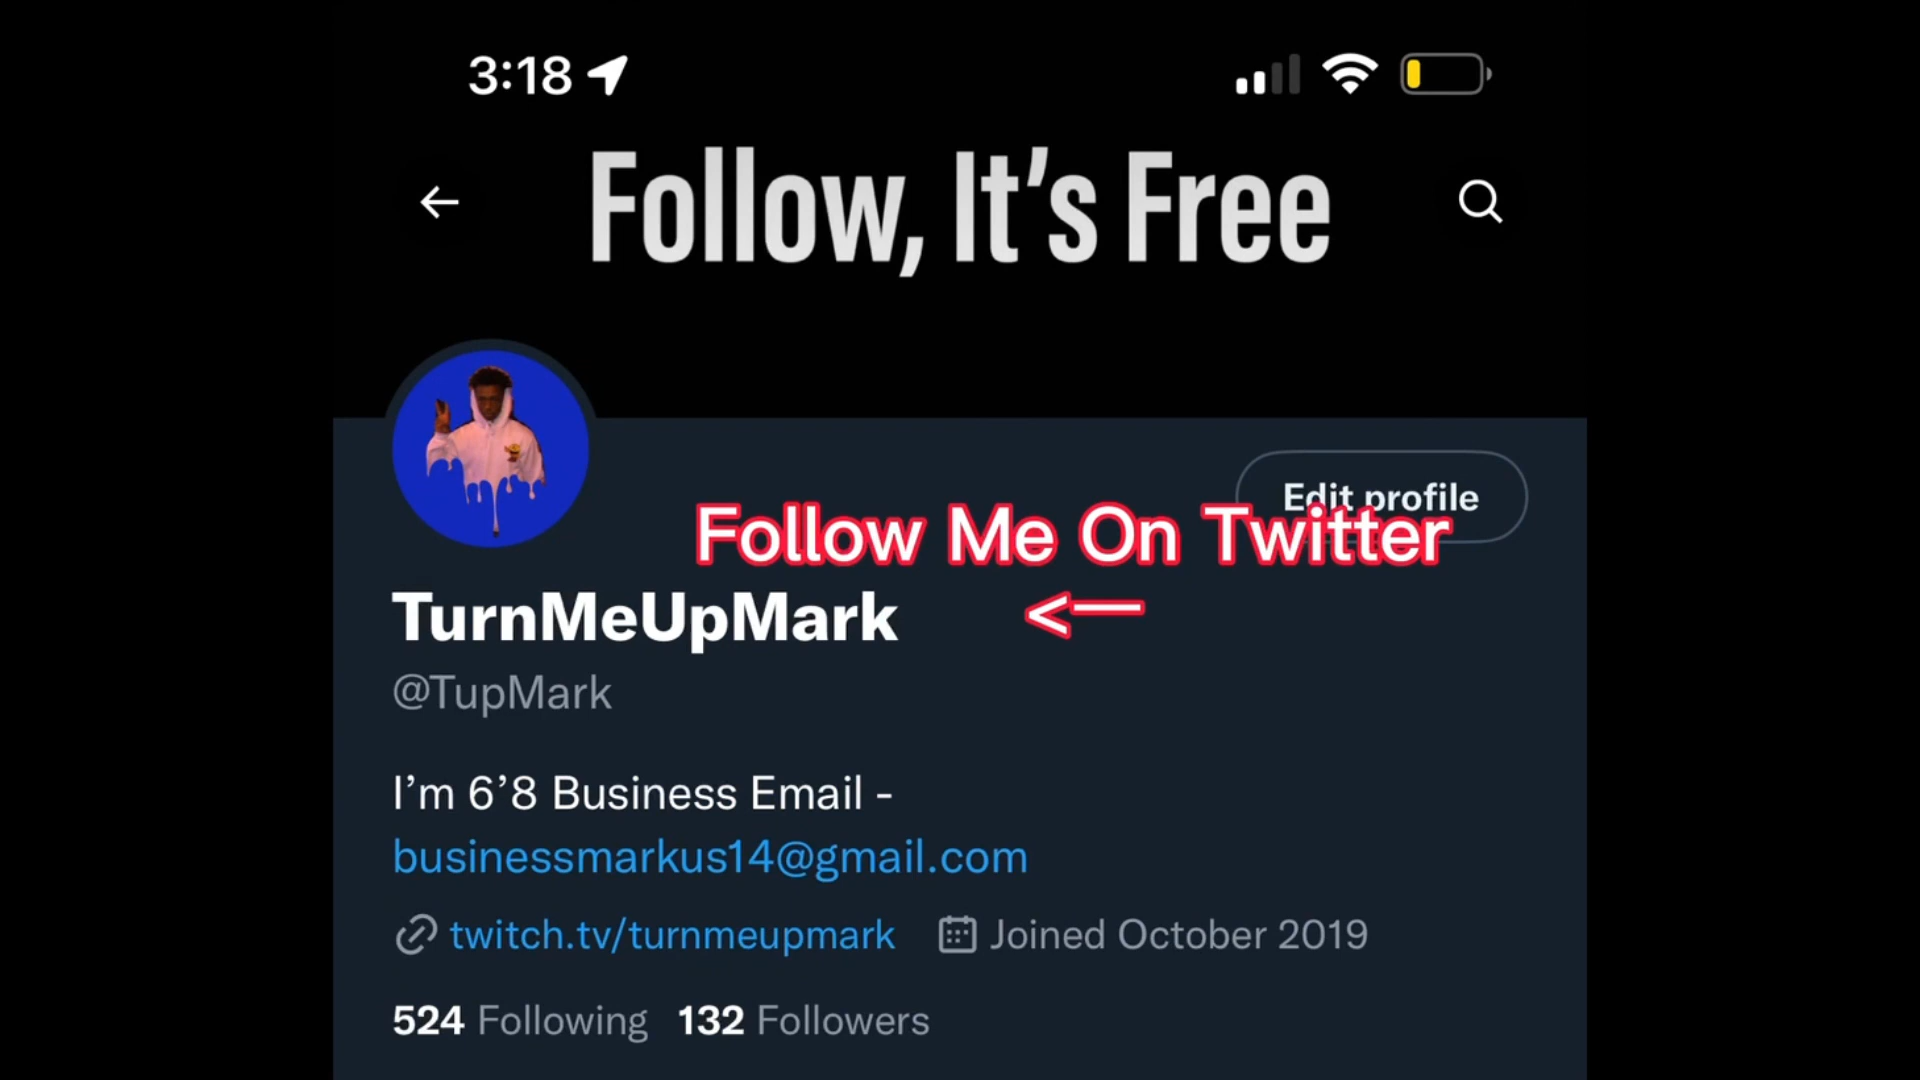 3:18
Follow, It's Free
Edit profile
Follow Me On Twitter
TurnMeUpMark
@TupMark
I'm 6'8 Business Email -
businessmarkus14@gmail.com
twitch.tv/turnmeupmark Joined October 2019
524 Following 132 Followers